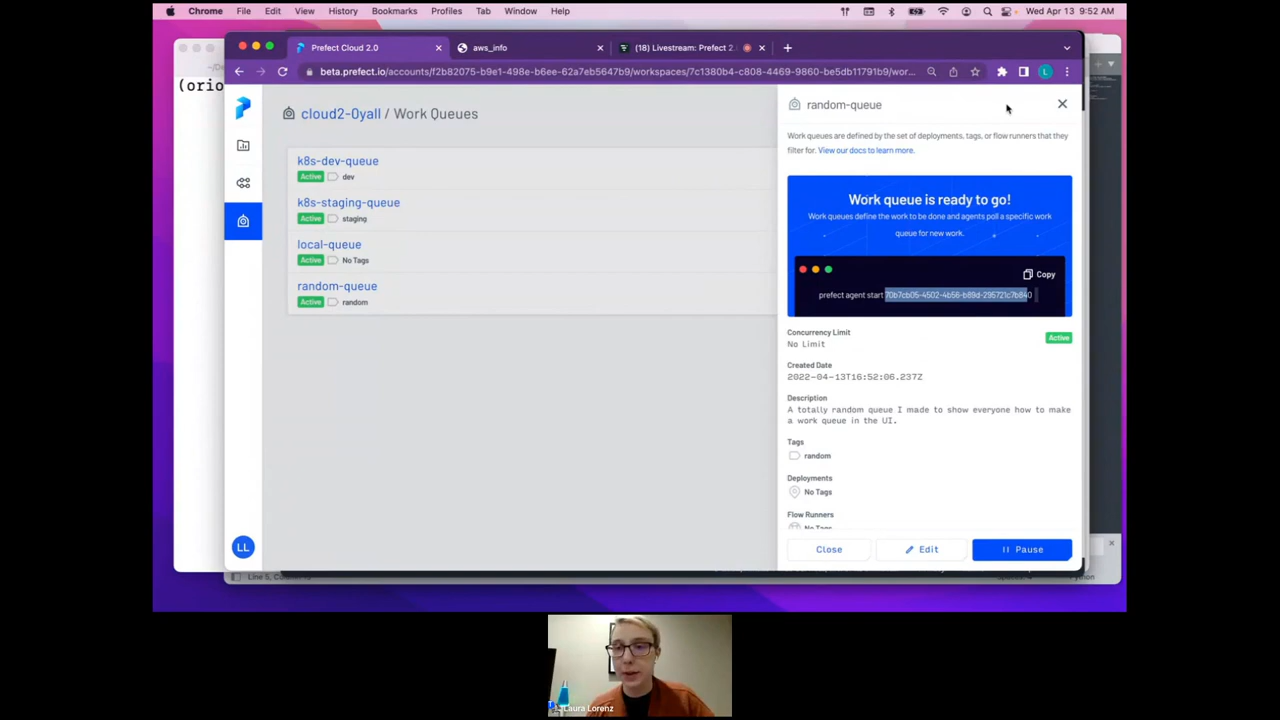 Chrome File Edit View History Bookmarks Profiles Tab Window Help Wed Apr 13 9:52 AM
Prefect Cloud 2.0 aws_info (18) Livestream: Prefect 2.
beta.prefect.io/accounts/f2b82075-b9e1-498e-b6ee-62a7eb5647b9/workspaces/7c1380b4-c808-4469-9860-be5db11791b9/wor... L
(orio
cloud2-0yall / Work Queues
k8s-dev-queue
Active dev
k8s-staging-queue
Active staging
local-queue
Active No Tags
random-queue
Active random
LL
random-queue
Work queues are defined by the set of deployments, tags, or flow runners that they
filter for. View our docs to learn more.
Work queue is ready to go!
Work queues define the work to be done and agents poll a specific work
queue for new work.
Copy
prefect agent start 70b7cb05-4502-4b56-b89d-295721c7b840
Concurrency Limit
No Limit
Active
Created Date
2022-04-13T16:52:06.237Z
Description
A totally random queue I made to show everyone how to make
a work queue in the UI.
Tags
random
Deployments
No Tags
Flow Runners
No Tags
Close Edit Pause
Laura Lorenz